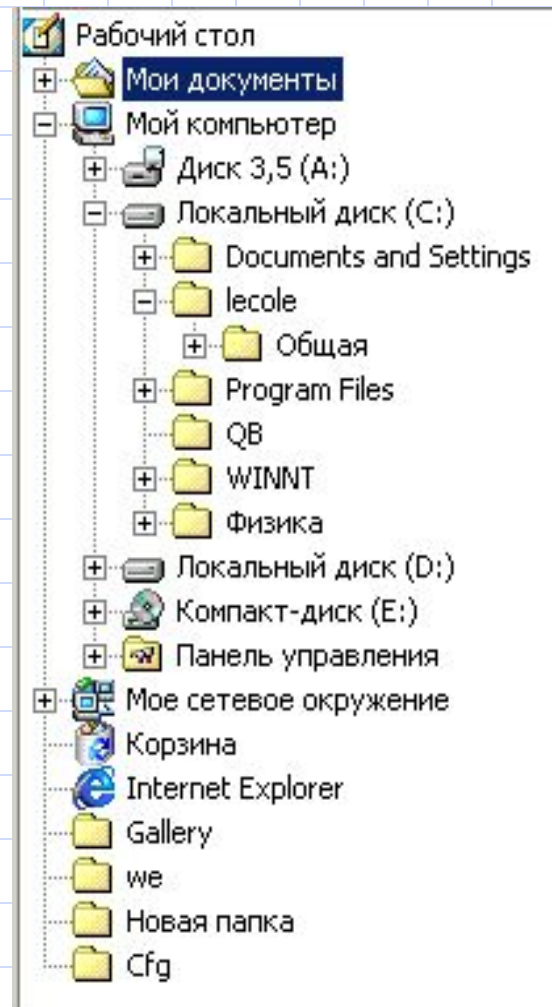 Рабочий стол
Мои документы
Мой компьютер
Диск 3,5 (A:)
Локальный диск (C:)
Documents and Settings
lecole
Общая
Program Files
QB
WINNT
Физика
Локальный диск (D:)
Компакт-диск (E:)
Панель управления
Мое сетевое окружение
Корзина
Internet Explorer
Gallery
we
Новая папка
Cfg